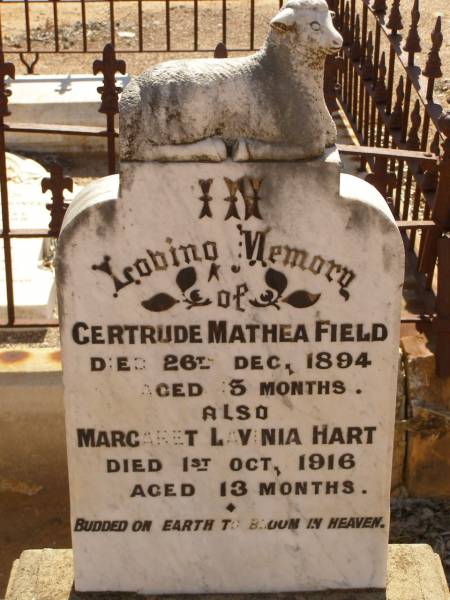 IN
Loving Memory
of
GERTRUDE MATHEA FIELD
DIED 26TH DEC, 1894
AGED MONTHS.
ALSO
MARGARET LAVINIA HART
DIED 1ST OCT, 1916
AGED 13 MONTHS.
BUDDED ON EARTH TO BLOOM IN HEAVEN.